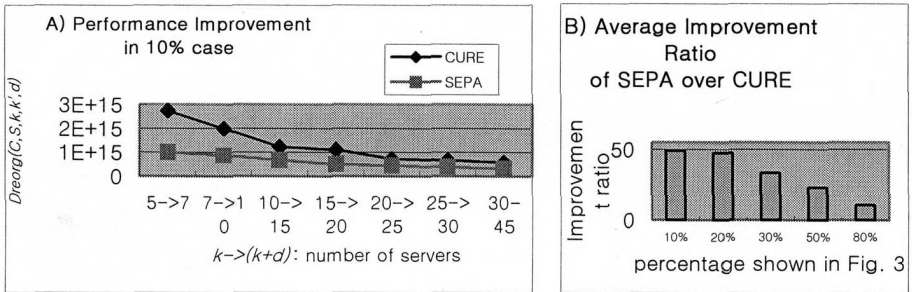 A) Performance Improvement
in 10% case
CURE
SEPA
Dreorg(C,S,k,k',d)
3E+15
2E+15
1E+15
0
5->7 7->1 10-> 15-> 20-> 25-> 30-
0 15 20 25 30 45
k->(k+d): number of servers
B) Average Improvement
Ratio
of SEPA over CURE
Improvemen
t ratio
50
0
10% 20% 30% 50% 80%
percentage shown in Fig. 3